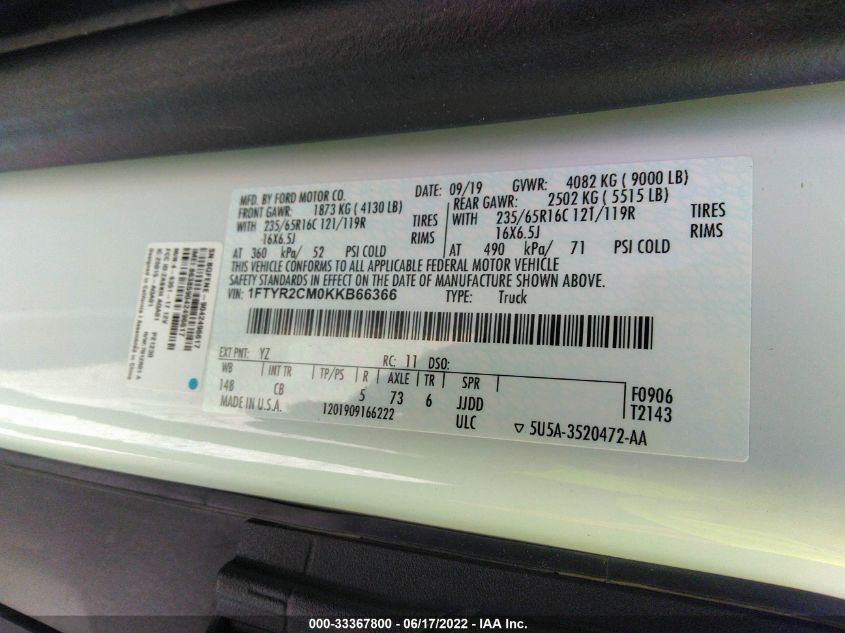 MFD. BY FORD MOTOR CO.
DATE: 09/19 GVWR: 4082 KG ( 9000 LB)
FRONT GAWR: 1873 KG ( 4130 LB)
REAR GAWR: 2502 KG ( 5515 LB)
WITH 235/65R16C 121/119R TIRES
WITH 235/65R16C 121/119R TIRES
16X6.5J RIMS
16X6.5J RIMS
AT 360 kPa/ 52 PSI COLD
AT 490 kPa/ 71 PSI COLD
THIS VEHICLE CONFORMS TO ALL APPLICABLE FEDERAL MOTOR VEHICLE
SAFETY STANDARDS IN EFFECT ON DATE OF MANUFACTURE SHOWN ABOVE.
VIN: 1FTYR2CM0KKB66366 TYPE: Truck
EXT PNT: YZ RC: 11 DSO:
WB INT TR TP/PS R AXLE TR SPR
148 CB 5 73 6 JJDD
MADE IN U.S.A. 1201909166222 ULC
F0906
T2143
5U5A-3520472-AA
000-33367800 - 06/17/2022 - IAA Inc.